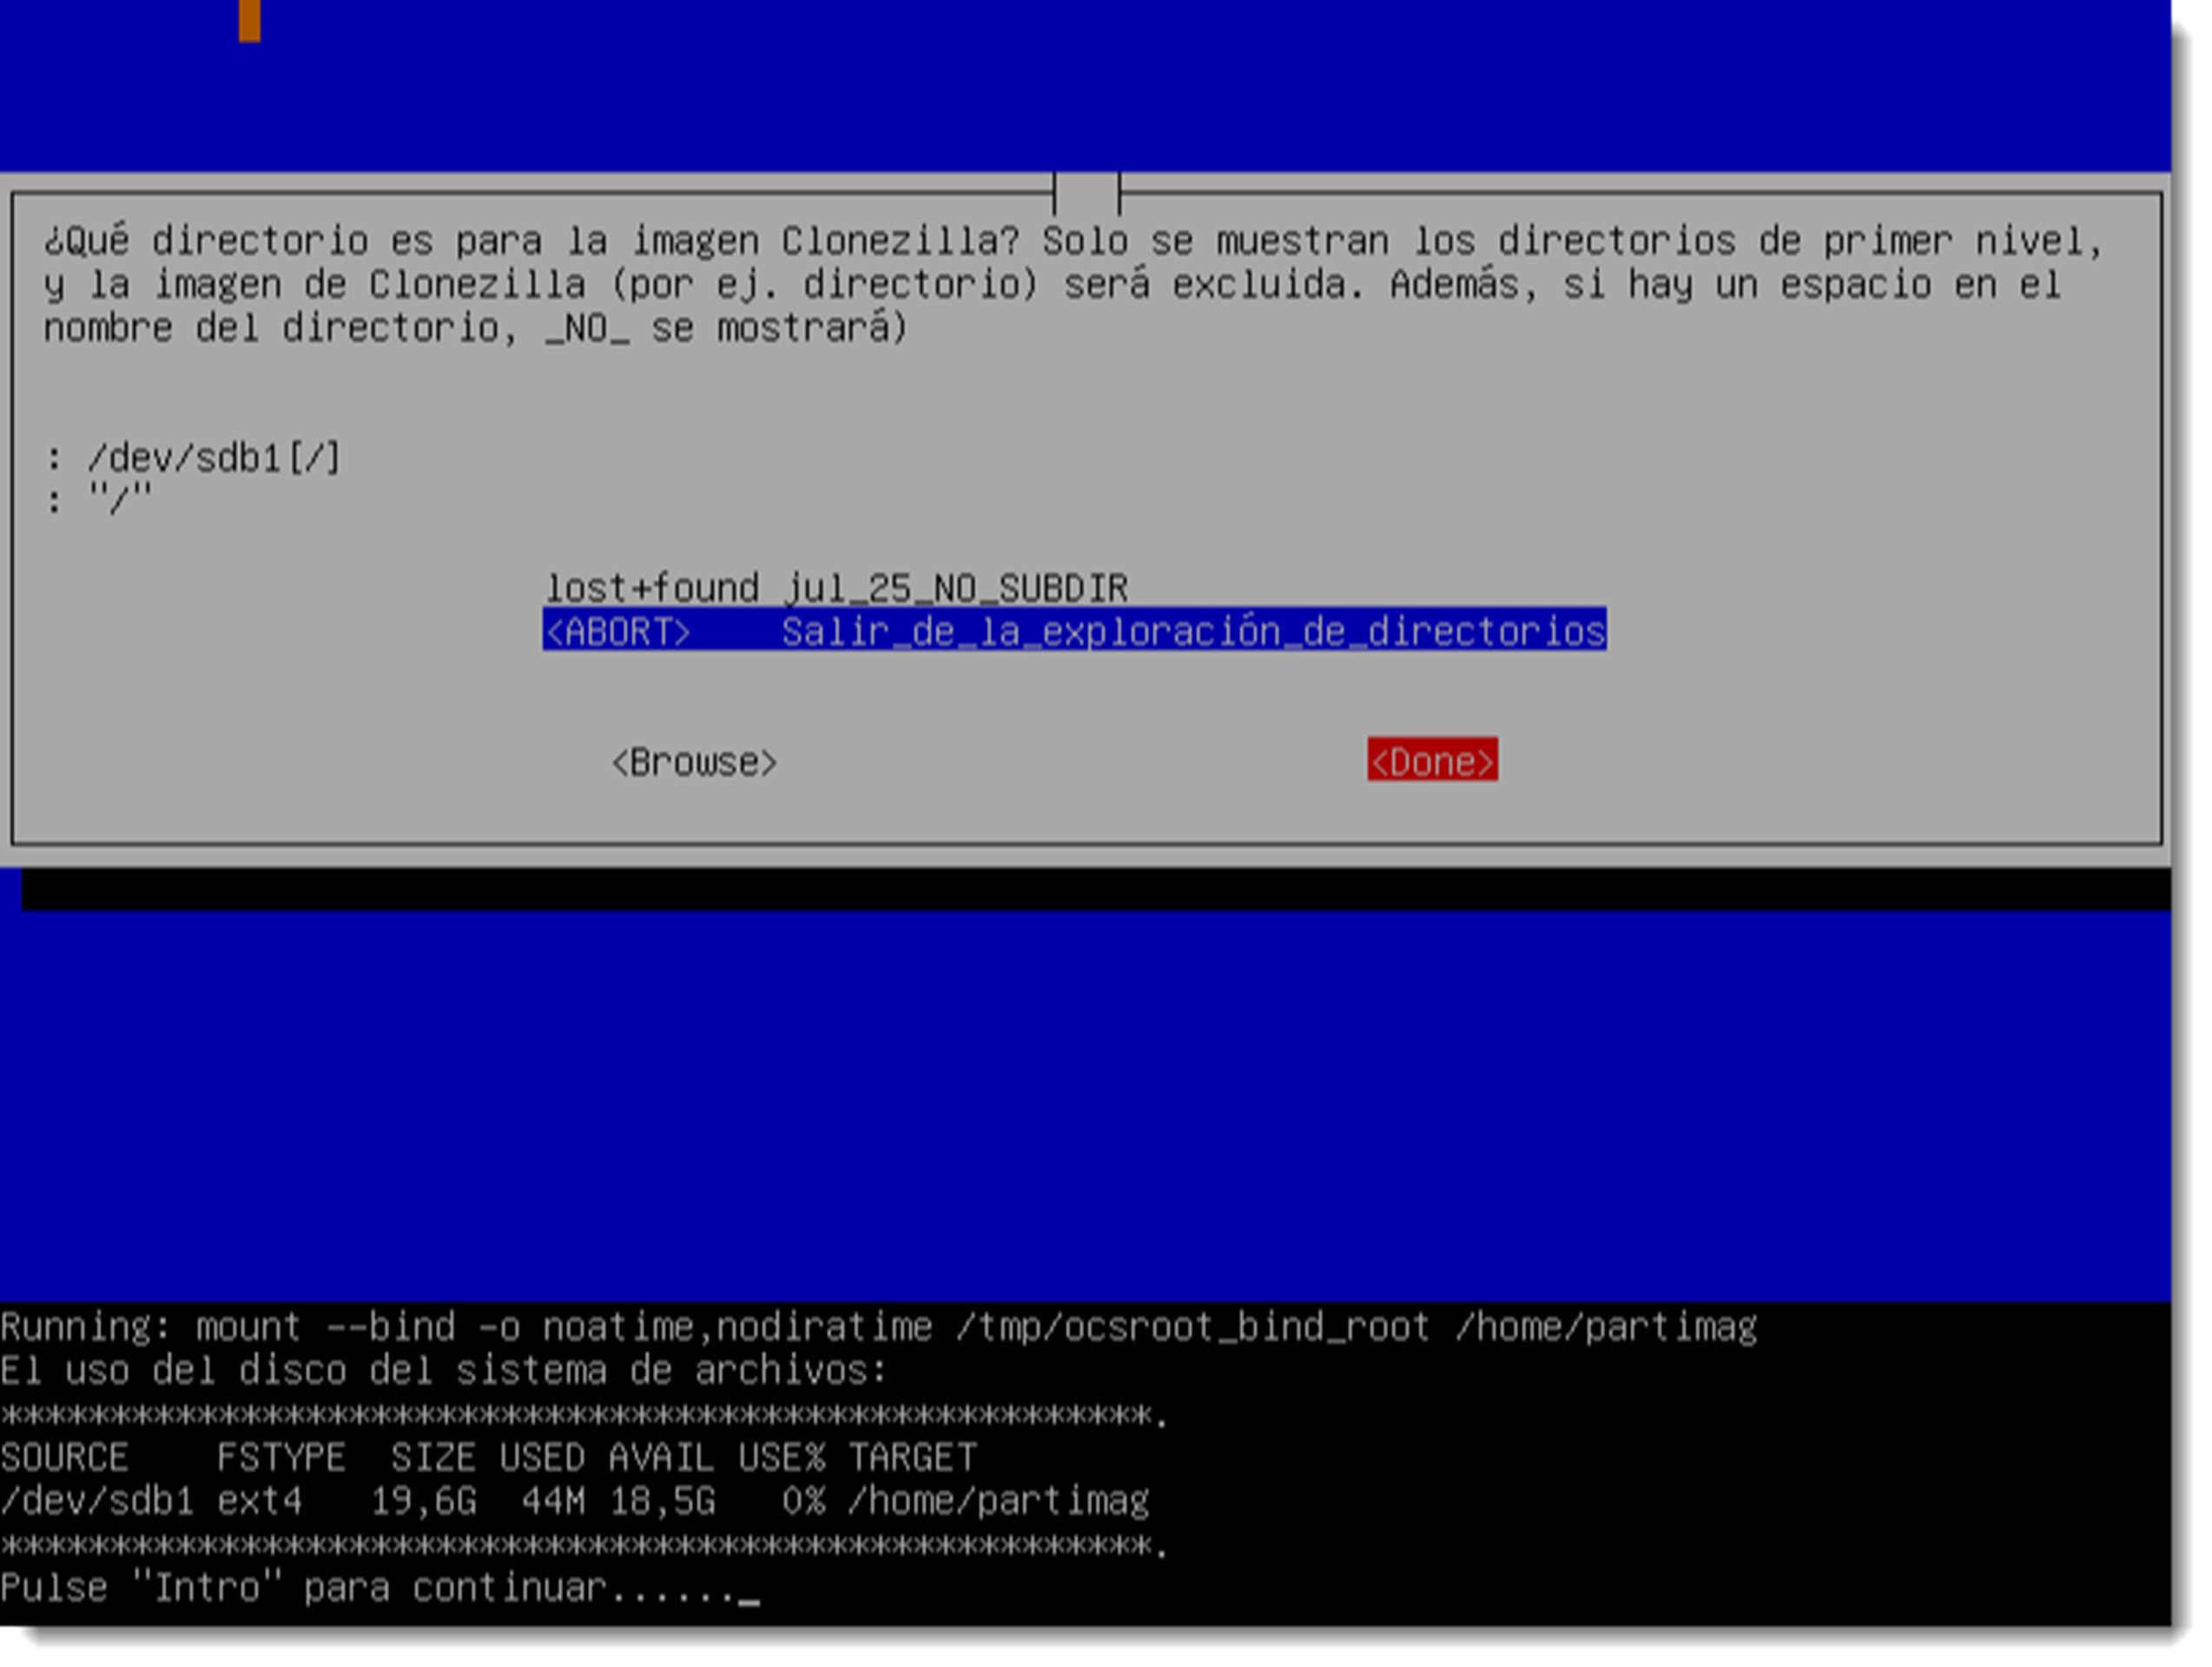 ¿Qué directorio es para la imagen Clonezilla? Solo se muestran los directorios de primer nivel,
y la imagen de Clonezilla (por ej. directorio) será excluida. Además, si hay un espacio en el
nombre del directorio, _NO_ se mostrará)
: /dev/sdb1[/]
: "/"
lost+found jul_25_NO_SUBDIR
<ABORT> Salir_de_la_exploración_de_directorios
<Browse> <Done>
Running: mount --bind -o noatime,nodiratime /tmp/ocsroot_bind_root /home/partimag
El uso del disco del sistema de archivos:
*****************************************************.
SOURCE FSTYPE SIZE USED AVAIL USE% TARGET
/dev/sdb1 ext4 19,6G 44M 18,5G 0% /home/partimag
*****************************************************.
Pulse "Intro" para continuar......_